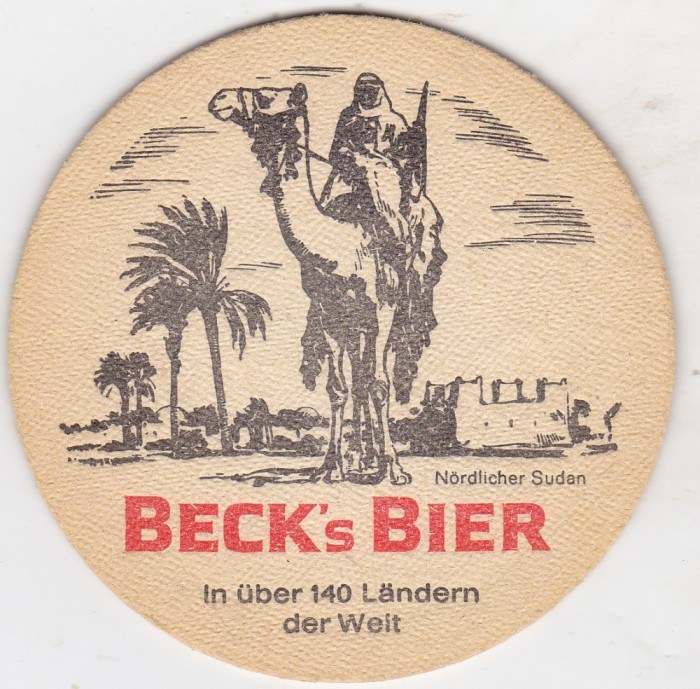 Nördlicher Sudan
BECK's BIER
In über 140 Ländern
der Welt